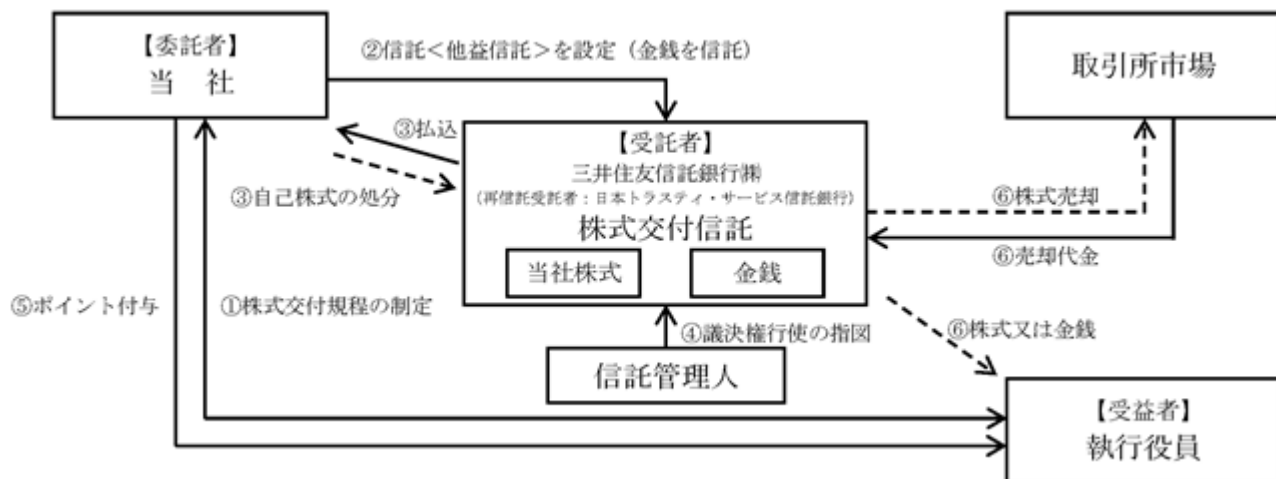 【委託者】
当 社
②信託<他益信託>を設定(金銭を信託)
取引所市場
③払込
③自己株式の処分
【受託者】
三井住友信託銀行㈱
(再信託受託者:日本トラスティ・サービス信託銀行)
株式交付信託
当社株式
金銭
⑥株式売却
⑥売却代金
⑤ポイント付与
①株式交付規程の制定
④議決権行使の指図
⑥株式又は金銭
信託管理人
【受益者】
執行役員